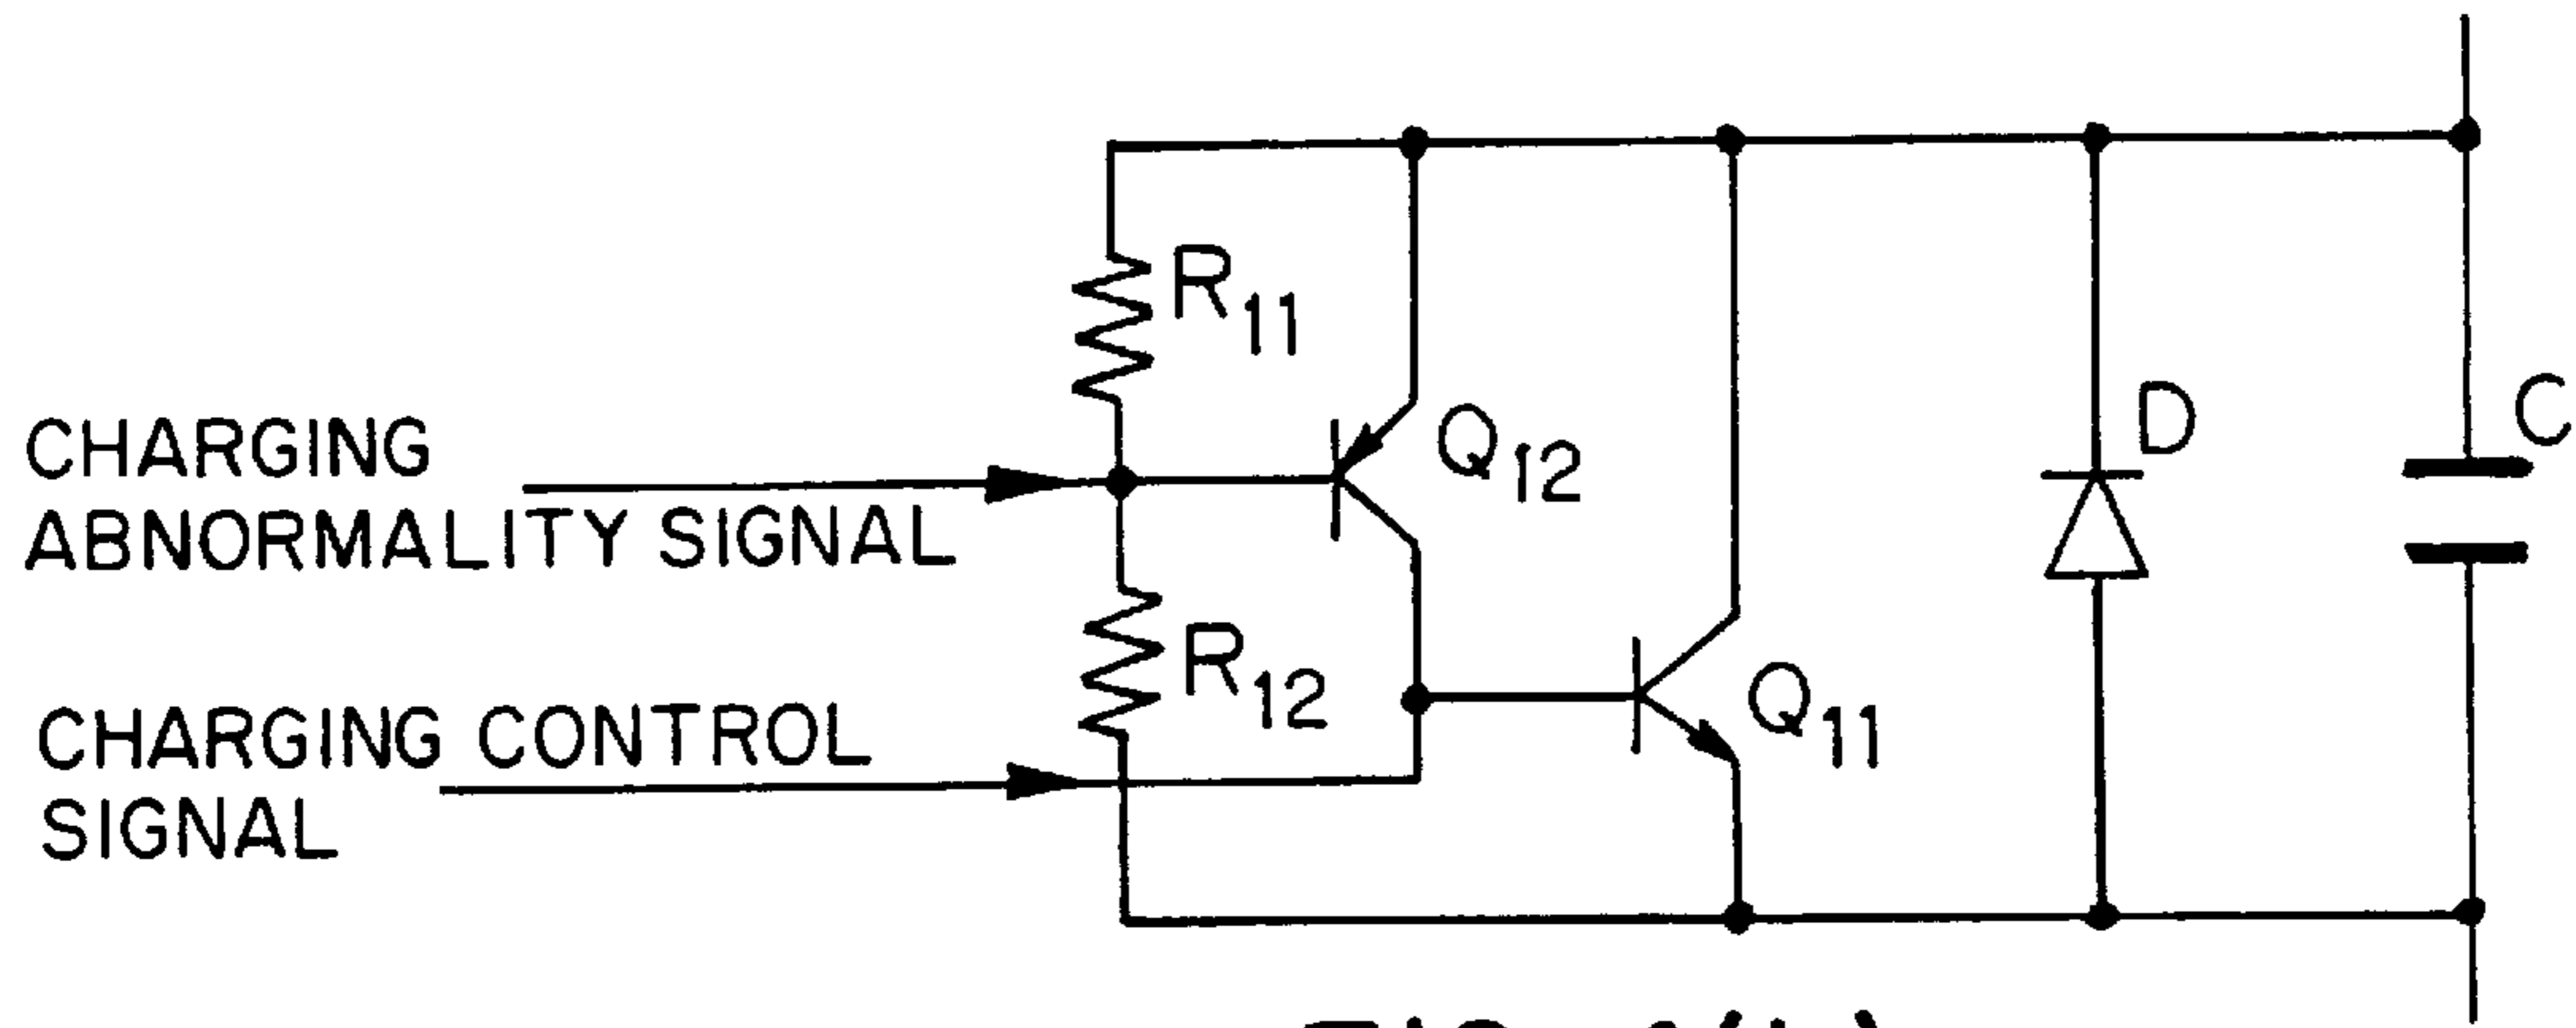 R11
CHARGING
ABNORMALITY SIGNAL
Q12
D
C
R12
CHARGING CONTROL
SIGNAL
Q11